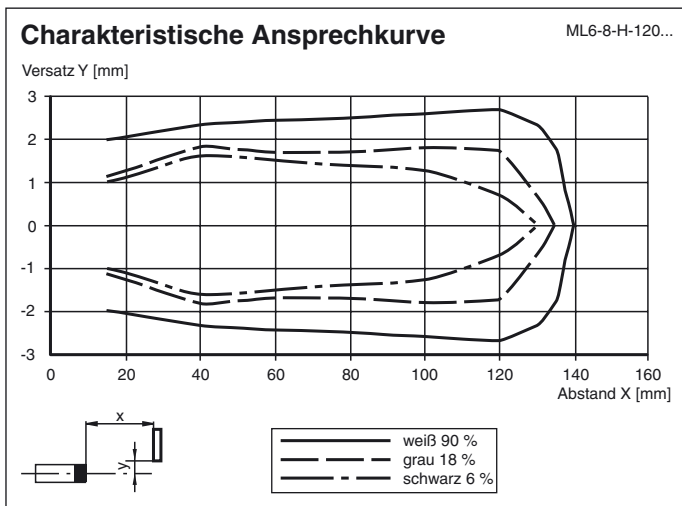 Charakteristische Ansprechkurve
ML6-8-H-120...
Versatz Y [mm]
3
2
1
0
-1
-2
-3
0 20 40 60 80 100 120 140 160
Abstand X [mm]
x
y
weiß 90 %
grau 18 %
schwarz 6 %